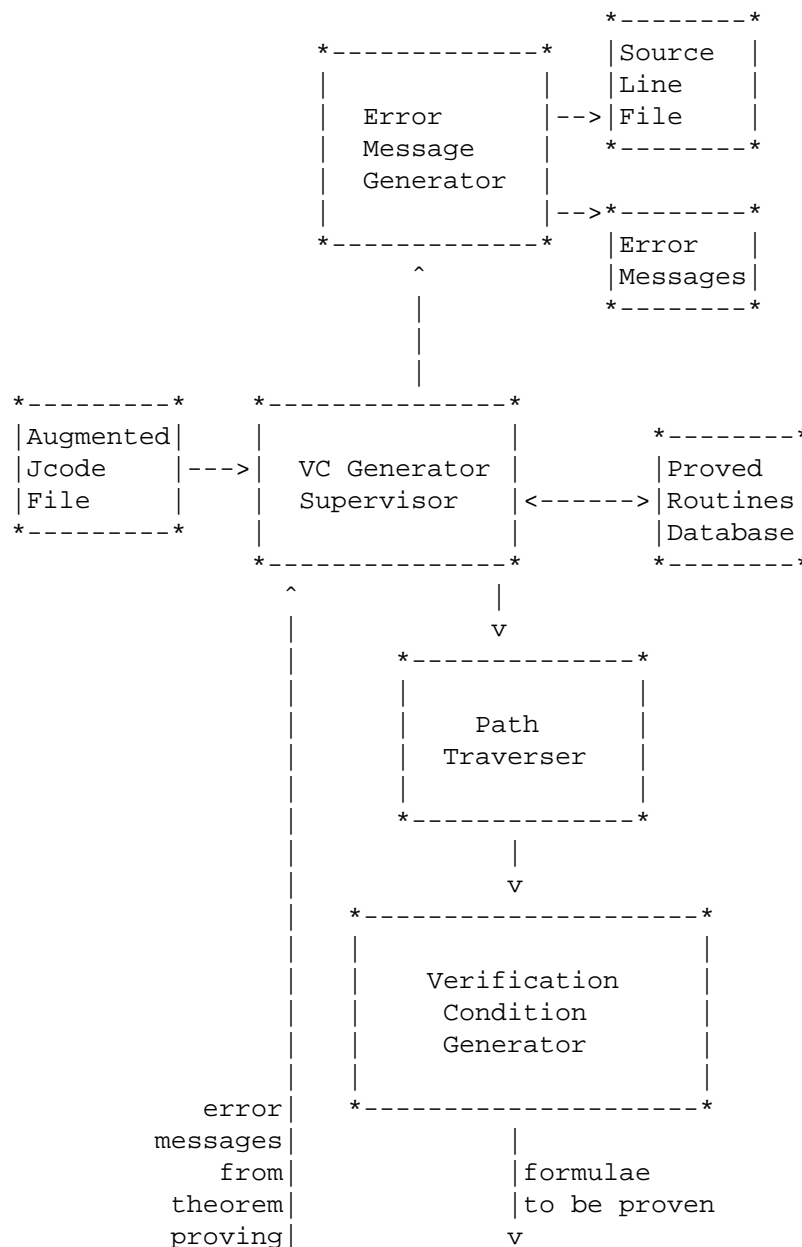 Source
Line
File
Error
Message
Generator
Error
Messages
Augmented
Jcode
File
VC Generator
Supervisor
Proved
Routines
Database
Path
Traverser
Verification
Condition
Generator
error
messages
from
theorem
proving
formulae
to be proven